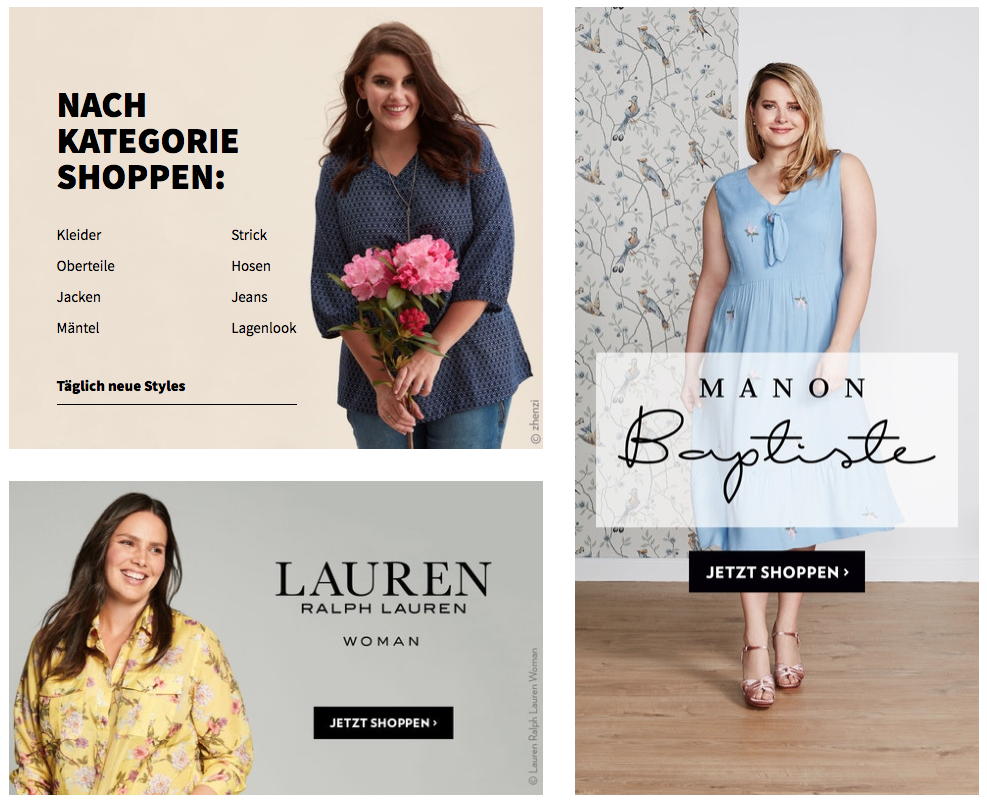 NACH
KATEGORIE
SHOPPEN:
Kleider
Strick
Oberteile
Hosen
Jacken
Jeans
Mäntel
Lagenlook
Täglich neue Styles
© zhenzi
LAUREN
RALPH LAUREN
WOMAN
JETZT SHOPPEN ›
© Lauren Ralph Lauren Woman
MANON
Baptiste
JETZT SHOPPEN ›